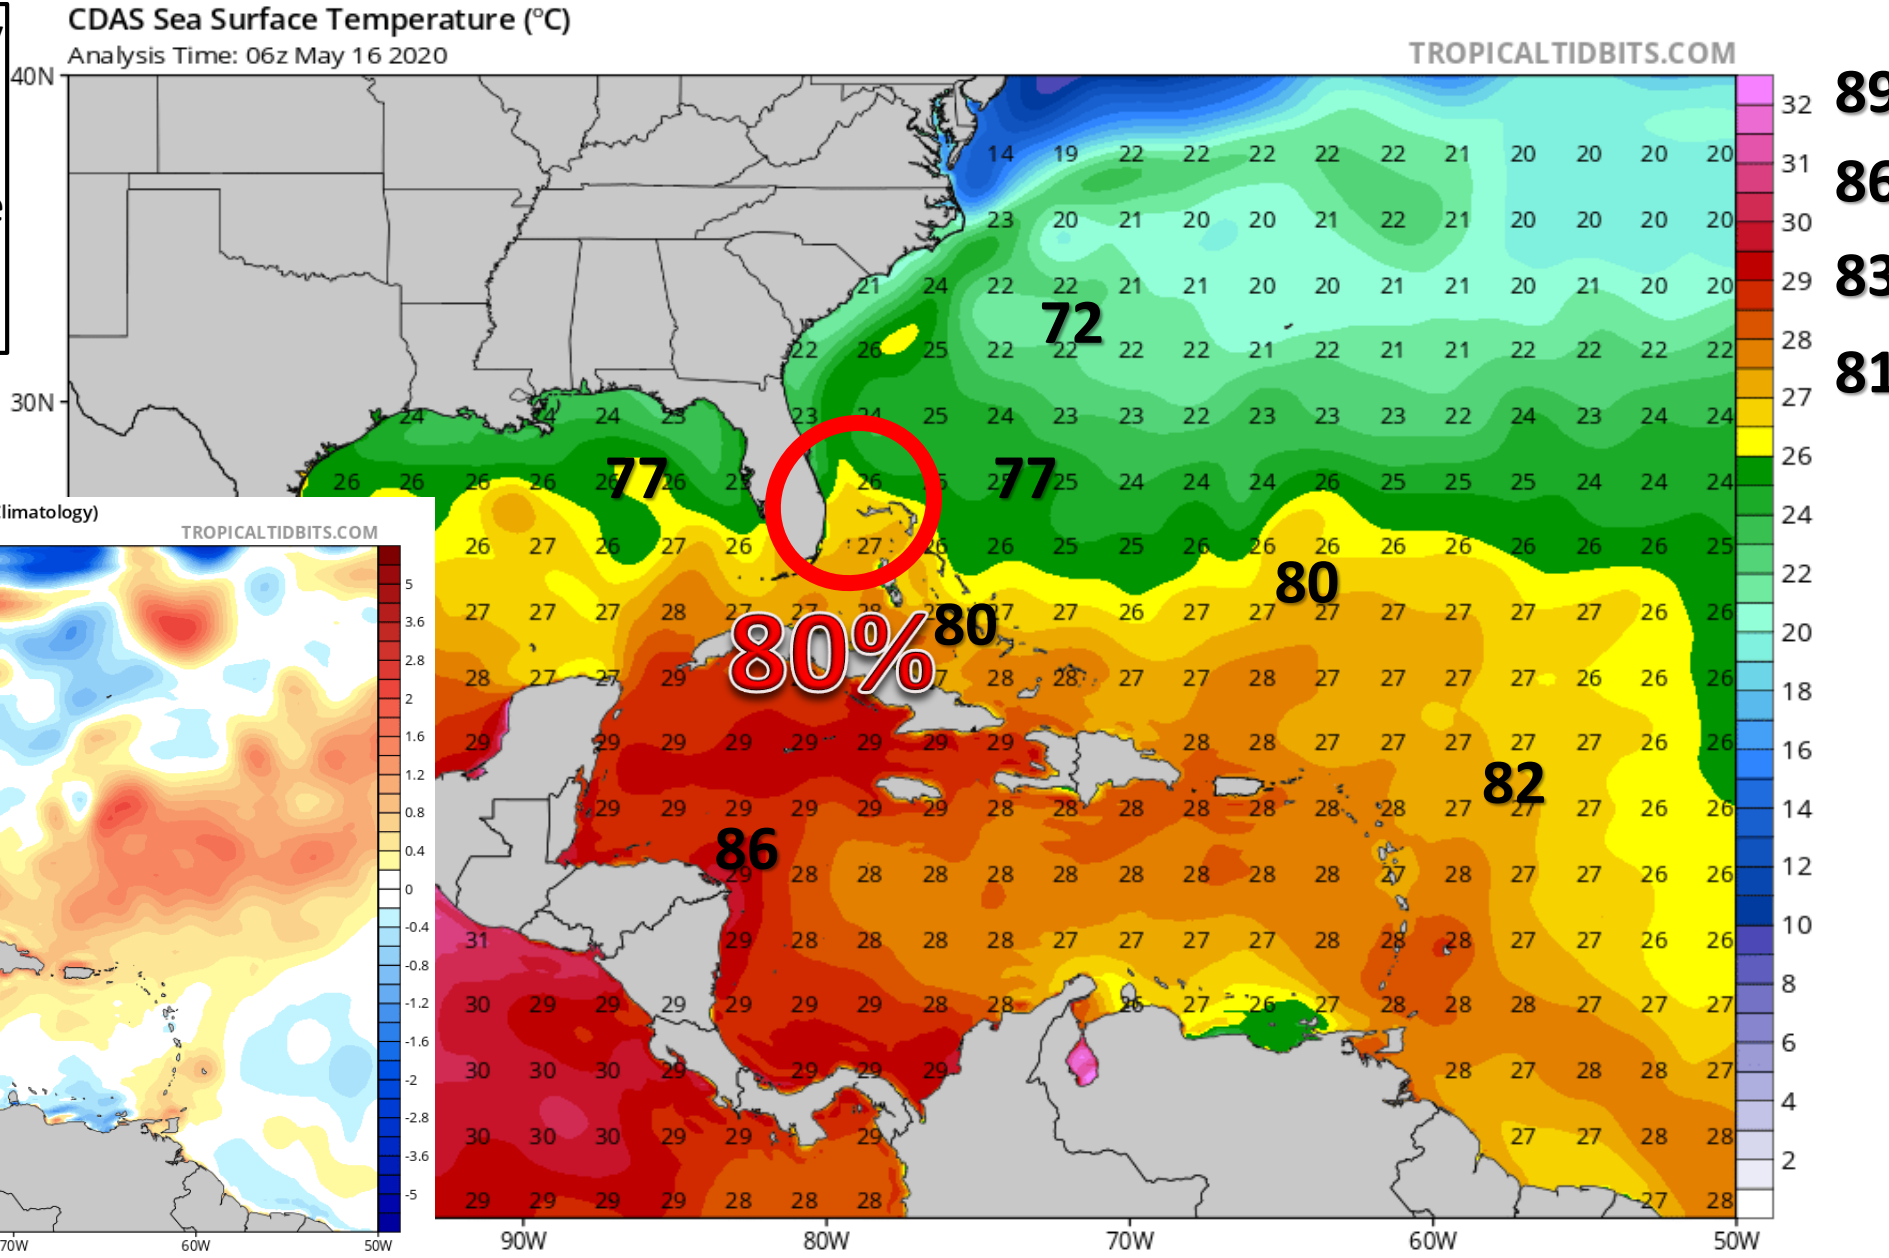 CDAS Sea Surface Temperature (°C)
Analysis Time: 06z May 16 2020
TROPICALTIDBITS.COM
40N
30N
14 19 22 22 22 22 22 21 20 20 20 20
23 20 21 20 20 21 22 21 20 20 20 20
21 24 22 22 21 21 20 20 21 21 20 21 20 20
72
22 26 25 22 22 22 22 21 22 21 21 22 22 22 22
24 24 24 25 23 24 25 24 23 23 22 23 23 23 22 24 23 24 24
77
77
26 26 26 26 26 26 25 26 25 25 24 24 24 26 25 25 25 24 24 24
26 27 26 27 26 27 26 26 25 25 26 26 26 26 26 26 26 25
80
27 27 27 28 27 27 28 27 27 26 27 27 27 27 27 27 26 26
80
80%
28 27 27 29 27 28 28 27 27 28 27 27 27 27 26 26 26
29 29 29 29 29 29 29 29 28 28 27 27 27 27 27 26 26
82
29 29 29 29 29 29 28 28 28 28 28 28 28 27 27 26 26 26
86
29 28 28 28 28 28 28 28 28 28 27 28 27 27 26 26
31 29 28 28 28 28 27 27 27 27 28 28 28 27 27 26 26
30 29 29 29 29 29 29 28 28 26 27 26 27 28 28 28 27 27 27
30 30 30 29 29 29 29 28 27 28 28 27
30 30 30 29 29 29 27 27 28 28
29 29 29 29 28 28 28 27 28
90W 80W 70W 60W 50W
32
31
30
29
28
27
26
24
22
20
18
16
14
12
10
8
6
4
2
89
86
83
81
limatology)
TROPICALTIDBITS.COM
5
3.6
2.8
2
1.6
1.2
0.8
0.4
0
-0.4
-0.8
-1.2
-1.6
-2
-2.8
-3.6
-5
70W 60W 50W